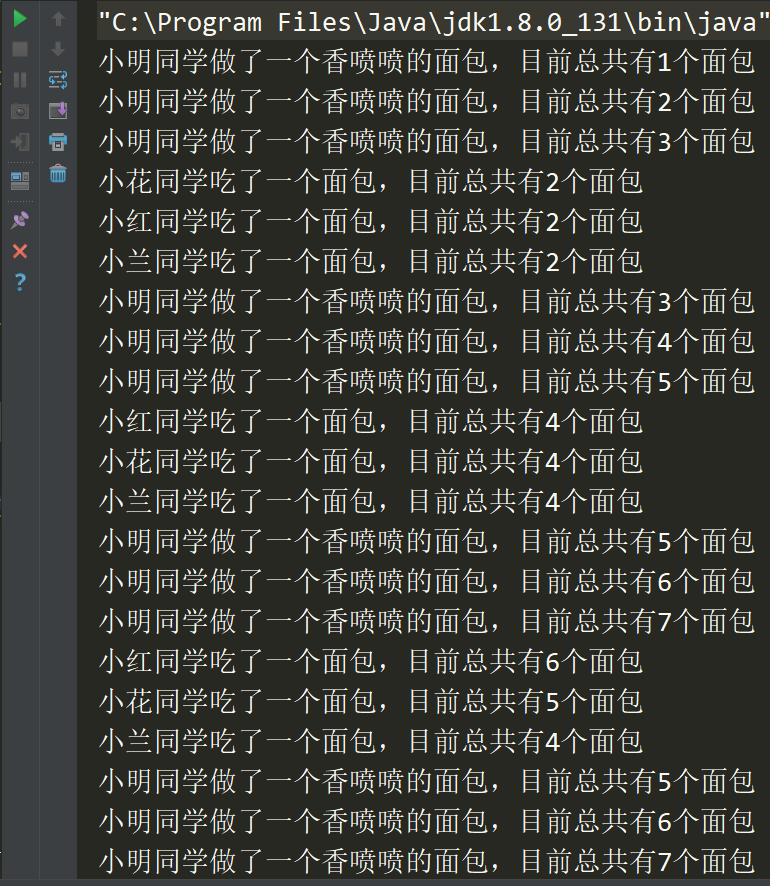 "C:\Program Files\Java\jdk1.8.0_131\bin\java"
小明同学做了一个香喷喷的面包，目前总共有1个面包
小明同学做了一个香喷喷的面包，目前总共有2个面包
小明同学做了一个香喷喷的面包，目前总共有3个面包
小花同学吃了一个面包，目前总共有2个面包
小红同学吃了一个面包，目前总共有2个面包
小兰同学吃了一个面包，目前总共有2个面包
小明同学做了一个香喷喷的面包，目前总共有3个面包
小明同学做了一个香喷喷的面包，目前总共有4个面包
小明同学做了一个香喷喷的面包，目前总共有5个面包
小红同学吃了一个面包，目前总共有4个面包
小花同学吃了一个面包，目前总共有4个面包
小兰同学吃了一个面包，目前总共有4个面包
小明同学做了一个香喷喷的面包，目前总共有5个面包
小明同学做了一个香喷喷的面包，目前总共有6个面包
小明同学做了一个香喷喷的面包，目前总共有7个面包
小红同学吃了一个面包，目前总共有6个面包
小花同学吃了一个面包，目前总共有5个面包
小兰同学吃了一个面包，目前总共有4个面包
小明同学做了一个香喷喷的面包，目前总共有5个面包
小明同学做了一个香喷喷的面包，目前总共有6个面包
小明同学做了一个香喷喷的面包，目前总共有7个面包